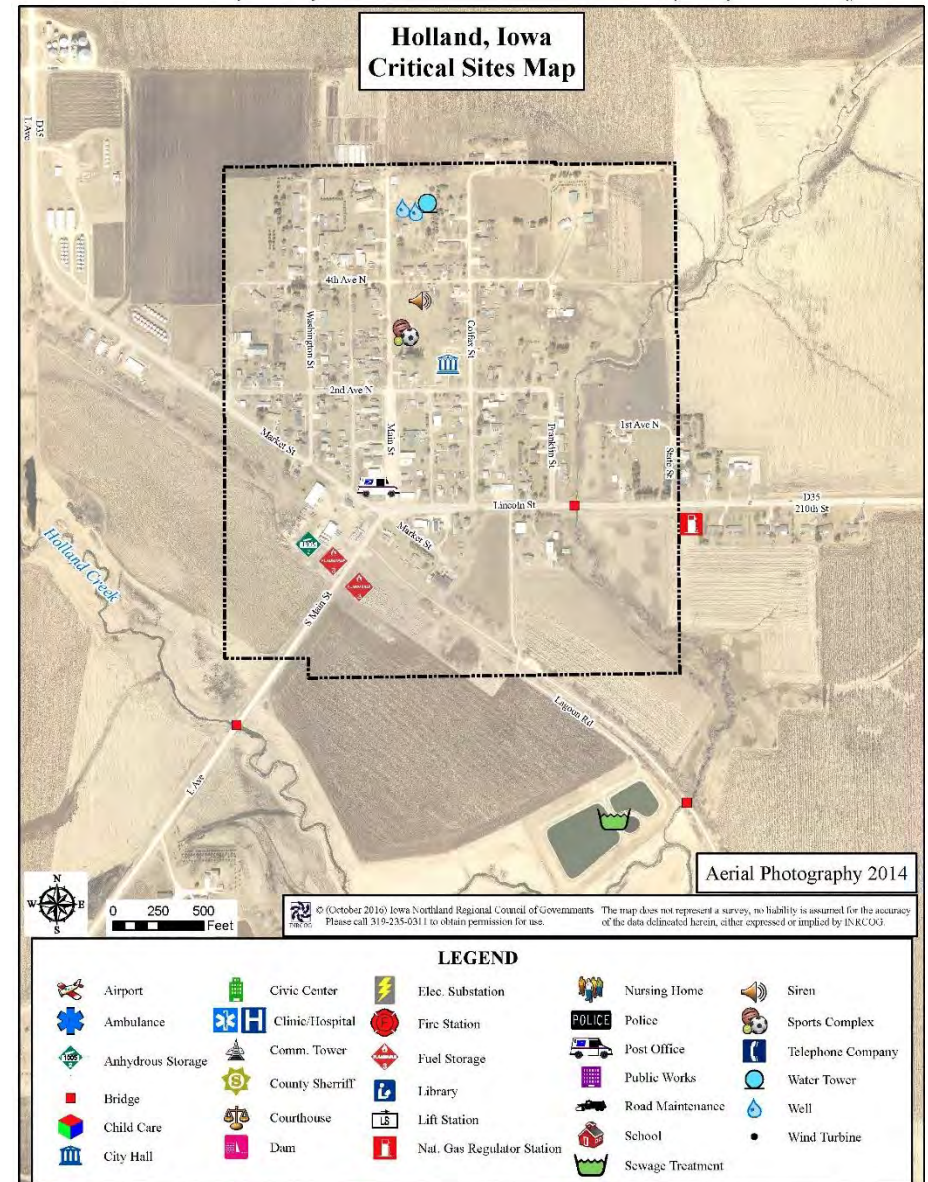 Holland, Iowa
Critical Sites Map
D35
L Ave
4th Ave N
Washington St
Colfax St
2nd Ave N
Main St
Franklin St
1st Ave N
State St
Market St
Lincoln St
D35
210th St
Market St
S Main St
Holland Creek
Lagoon Rd
L Ave
Aerial Photography 2014
N
W E
S
0 250 500
Feet
INRCOG
© (October 2016) Iowa Northland Regional Council of Governments
Please call 319-235-0311 to obtain permission for use.
The map does not represent a survey, no liability is assumed for the accuracy
of the data delineated herein, either expressed or implied by INRCOG.
LEGEND
Airport
Ambulance
Anhydrous Storage
Bridge
Child Care
City Hall
Civic Center
H Clinic/Hospital
Comm. Tower
S County Sherriff
Courthouse
Dam
Elec. Substation
F Fire Station
Fuel Storage
Library
LS Lift Station
Nat. Gas Regulator Station
Nursing Home
POLICE Police
Post Office
Public Works
Road Maintenance
School
Sewage Treatment
Siren
Sports Complex
Telephone Company
Water Tower
Well
Wind Turbine